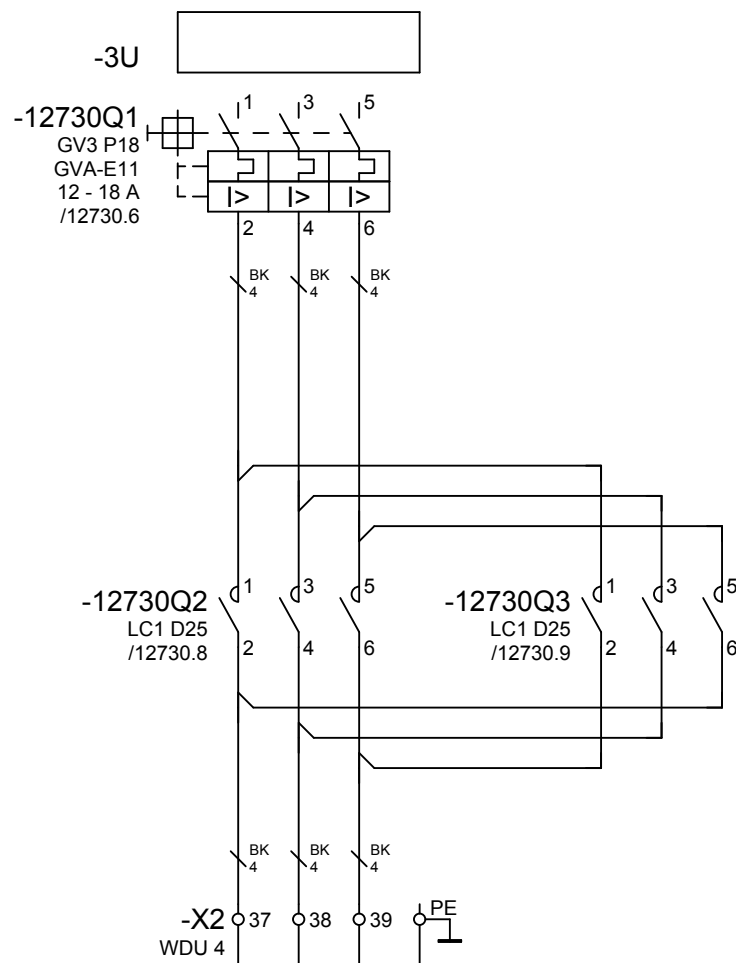 -3U
-12730Q1
GV3 P18
GVA-E11
12 - 18 A
/12730.6
1 3 5
I> I> I>
2 4 6
BK 4 BK 4 BK 4
-12730Q2
LC1 D25
/12730.8
1 3 5
2 4 6
-12730Q3
LC1 D25
/12730.9
1 3 5
2 4 6
BK 4 BK 4 BK 4
-X2 37 38 39 PE
WDU 4